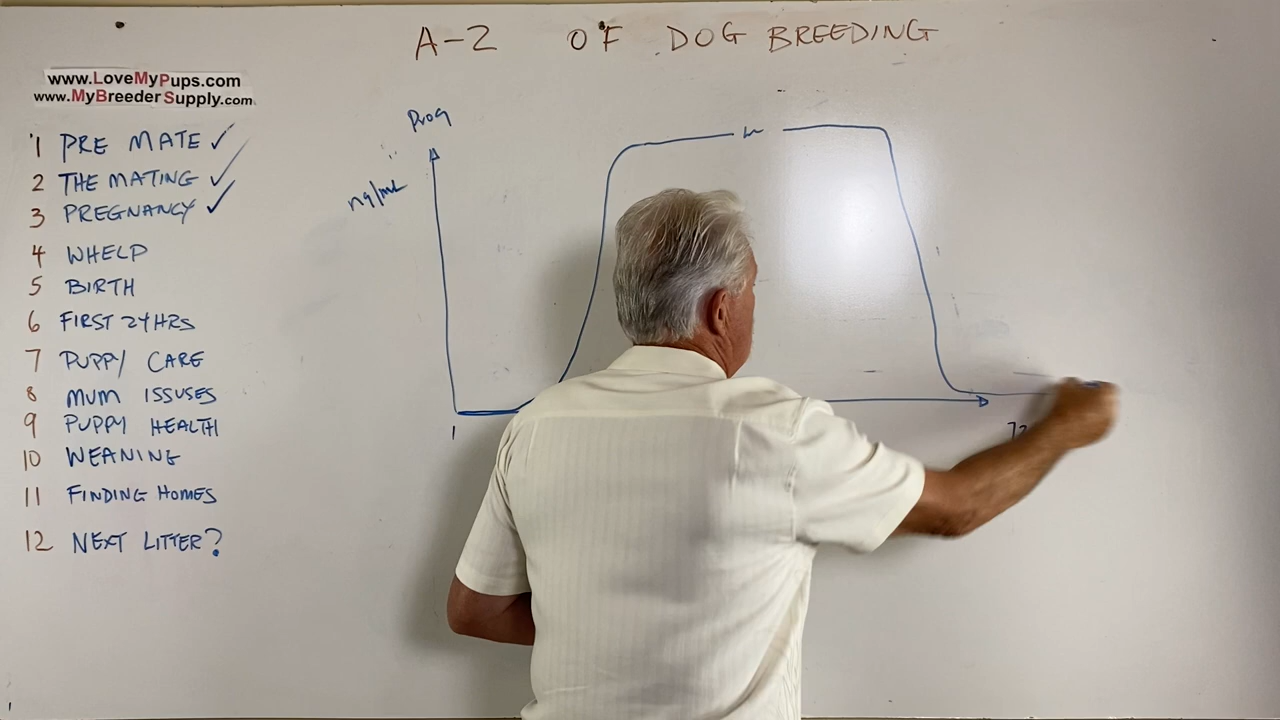 A-Z OF DOG BREEDING
www.LoveMyPups.com
www.MyBreederSupply.com
1 PRE MATE ✓
2 THE MATING ✓
3 PREGNANCY ✓
4 WHELP
5 BIRTH
6 FIRST 24HRS
7 PUPPY CARE
8 MUM ISSUSES
9 PUPPY HEALTH
10 WEANING
11 FINDING HOMES
12 NEXT LITTER?
Prog
ng/mL
1